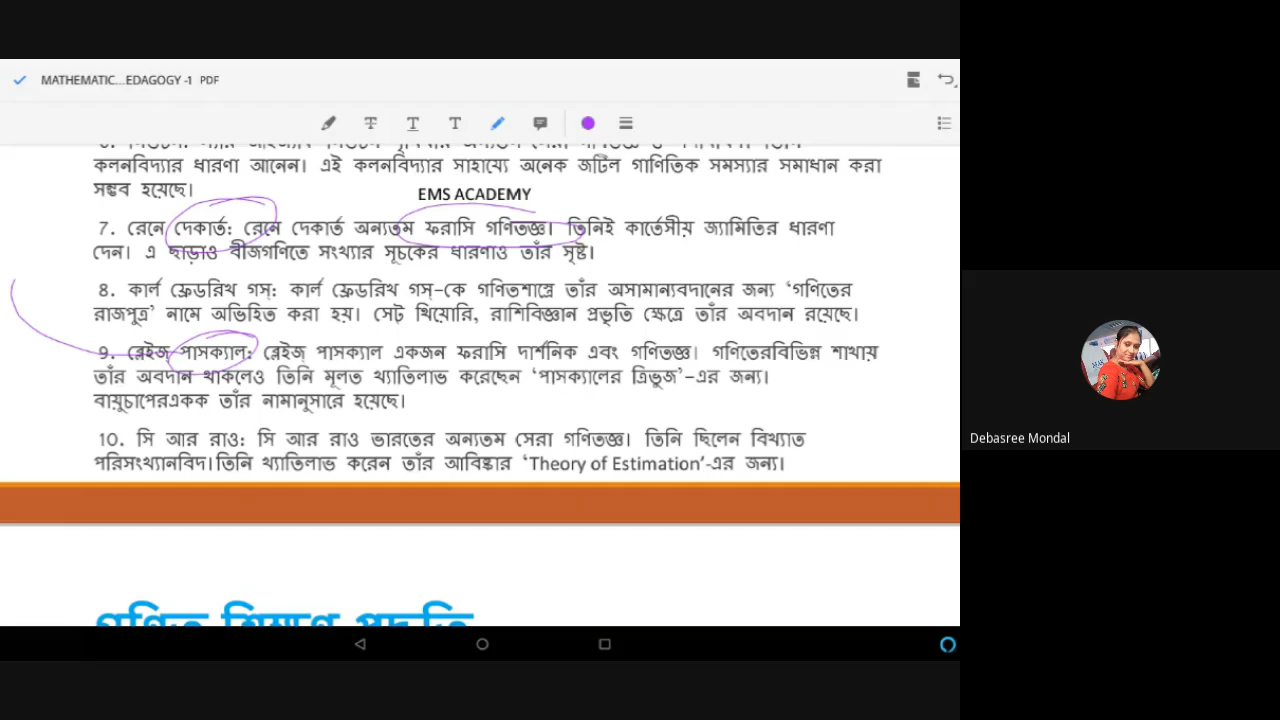 MATHEMATIC...EDAGOGY -1 PDF
কলনবিদ্যার ধারণা আনেন। এই কলনবিদ্যার সাহায্যে অনেক জটিল গাণিতিক সমস্যার সমাধান করা
সম্ভব হয়েছে।
EMS ACADEMY
7. রেনে দেকার্ত: রেনে দেকার্ত অন্যতম ফরাসি গণিতজ্ঞ। তিনিই কার্তেসীয় জ্যামিতির ধারণা
দেন। এ ছাড়াও বীজগণিতে সংখ্যার সূচকের ধারণাও তাঁর সৃষ্ট।
8. কার্ল ফ্রেডরিখ গস্: কার্ল ফ্রেডরিখ গস্-কে গণিতশাস্ত্রে তাঁর অসামান্যবদানের জন্য ‘গণিতের
রাজপুত্র’ নামে অভিহিত করা হয়। সেট্ থিয়োরি, রাশিবিজ্ঞান প্রভৃতি ক্ষেত্রে তাঁর অবদান রয়েছে।
9. ব্লেইজ্ পাসক্যাল: ব্লেইজ্ পাসক্যাল একজন ফরাসি দার্শনিক এবং গণিতজ্ঞ। গণিতেরবিভিন্ন শাখায়
তাঁর অবদান থাকলেও তিনি মূলত খ্যাতিলাভ করেছেন ‘পাসক্যালের ত্রিভুজ’-এর জন্য।
বায়ুচাপেরএকক তাঁর নামানুসারে হয়েছে।
10. সি আর রাও: সি আর রাও ভারতের অন্যতম সেরা গণিতজ্ঞ। তিনি ছিলেন বিখ্যাত
পরিসংখ্যানবিদ। তিনি খ্যাতিলাভ করেন তাঁর আবিষ্কার ‘Theory of Estimation’-এর জন্য।
গণিত শিক্ষণ পদ্ধতি
Debasree Mondal